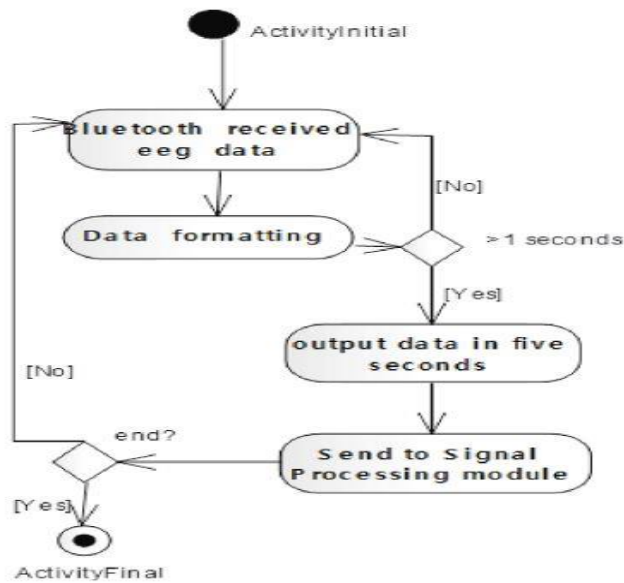 ActivityInitial
Bluetooth received
eeg data
[No]
Data formatting
>1 seconds
[Yes]
output data in five
seconds
[No]
end?
Send to Signal
Processing module
[Yes]
ActivityFinal